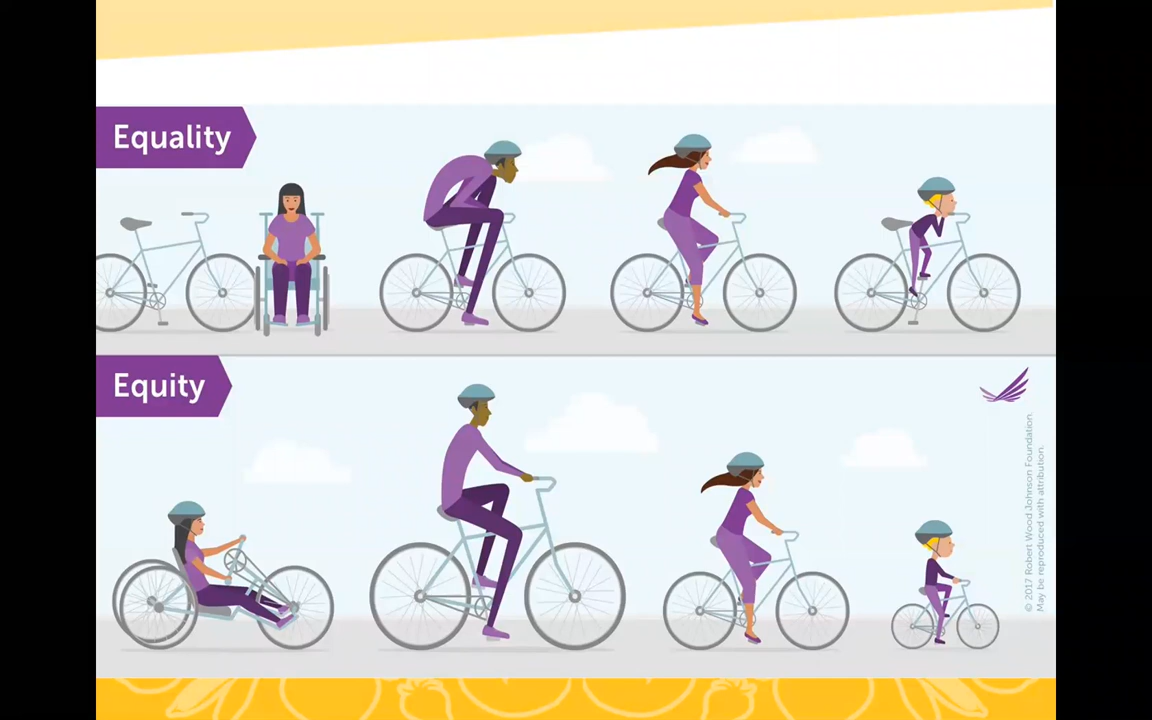 Equality
Equity
© 2017 Robert Wood Johnson Foundation.
May be reproduced with attribution.